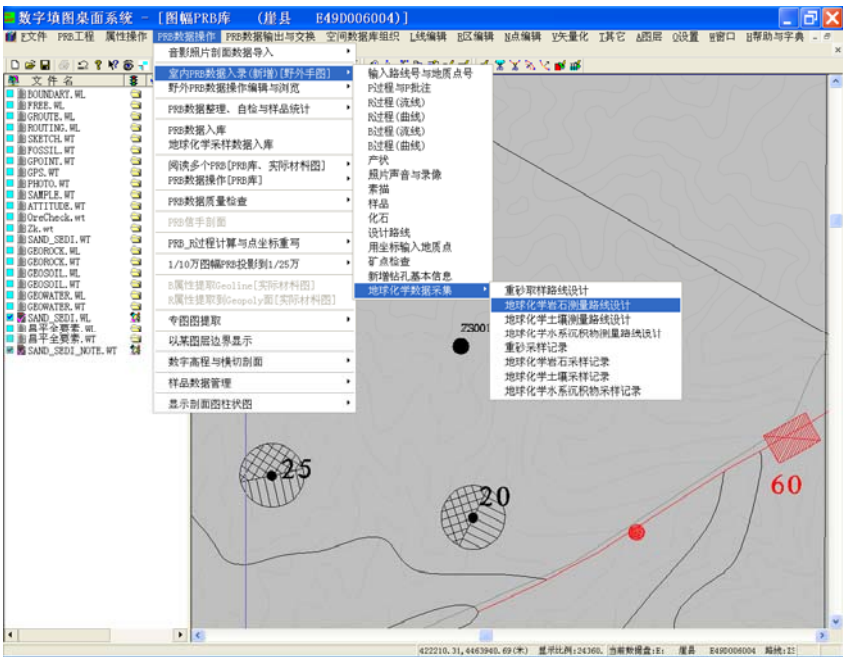 数字填图桌面系统 - [图幅PRB库 (崖县 E49D006004)]
E文件 PRB工程 属性操作 PRB数据操作 PRB数据输出与交换 空间数据库组织 L线编辑 R区编辑 N点编辑 V矢量化 I其它 A图层 Q设置 W窗口 H帮助与字典
文件名
BOUNDARY.WL
FREE.WL
GROUTE.WL
ROUTING.WL
SKETCH.WT
FOSSIL.WT
GPOINT.WT
GPS.WT
PHOTO.WT
SAMPLE.WT
ATTITUDE.WT
OreCheck.wt
Zk.wt
SAND_SEDI.WT
GEOROCK.WL
GEOROCK.WT
GEOSOIL.WL
GEOSOIL.WT
GEOWATER.WL
GEOWATER.WT
SAND_SEDI.WL
昌平全要素.WL
昌平全要素.WT
SAND_SEDI_NOTE.WT
音影照片剖面数据导入
室内PRB数据入录(新增)[野外手图]
野外PRB数据操作编辑与浏览
PRB数据整理、自检与样品统计
PRB数据入库
地球化学采样数据入库
阅读多个PRB[PRB库、实际材料图]
PRB数据操作[PRB库]
PRB数据质量检查
PRB信手剖面
PRB_R过程计算与点坐标重写
1/10万图幅PRB投影到1/25万
B属性提取Geoline[实际材料图]
R属性提取到Geopoly面[实际材料图]
专图图提取
以某图层边界显示
数字高程与横切剖面
样品数据管理
显示剖面图柱状图
输入路线号与地质点号
P过程与P批注
R过程(流线)
R过程(曲线)
B过程(流线)
B过程(曲线)
产状
照片声音与录像
素描
样品
化石
设计路线
用坐标输入地质点
矿点检查
新增钻孔基本信息
地球化学数据采集
重砂取样路线设计
地球化学岩石测量路线设计
地球化学土壤测量路线设计
地球化学水系沉积物测量路线设计
重砂采样记录
地球化学岩石采样记录
地球化学土壤采样记录
地球化学水系沉积物采样记录
ZS001
25
20
60
422210.31,4463940.69(米) 显示比例:24360. 当前数据盘:E: 崖县 E49D006004